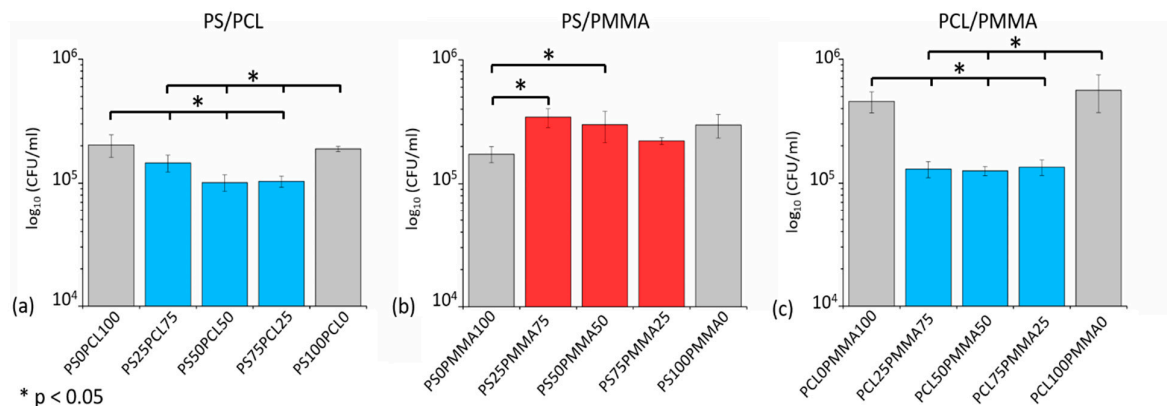 PS/PCL
10⁶
*
*
10⁵
log₁₀ (CFU/ml)
10⁴
(a)
PS0PCL100
PS25PCL75
PS50PCL50
PS75PCL25
PS100PCL0
* p < 0.05
PS/PMMA
10⁶
*
*
10⁵
log₁₀ (CFU/ml)
10⁴
(b)
PS0PMMA100
PS25PMMA75
PS50PMMA50
PS75PMMA25
PS100PMMA0
PCL/PMMA
10⁶
*
*
10⁵
log₁₀ (CFU/ml)
10⁴
(c)
PCL0PMMA100
PCL25PMMA75
PCL50PMMA50
PCL75PMMA25
PCL100PMMA0